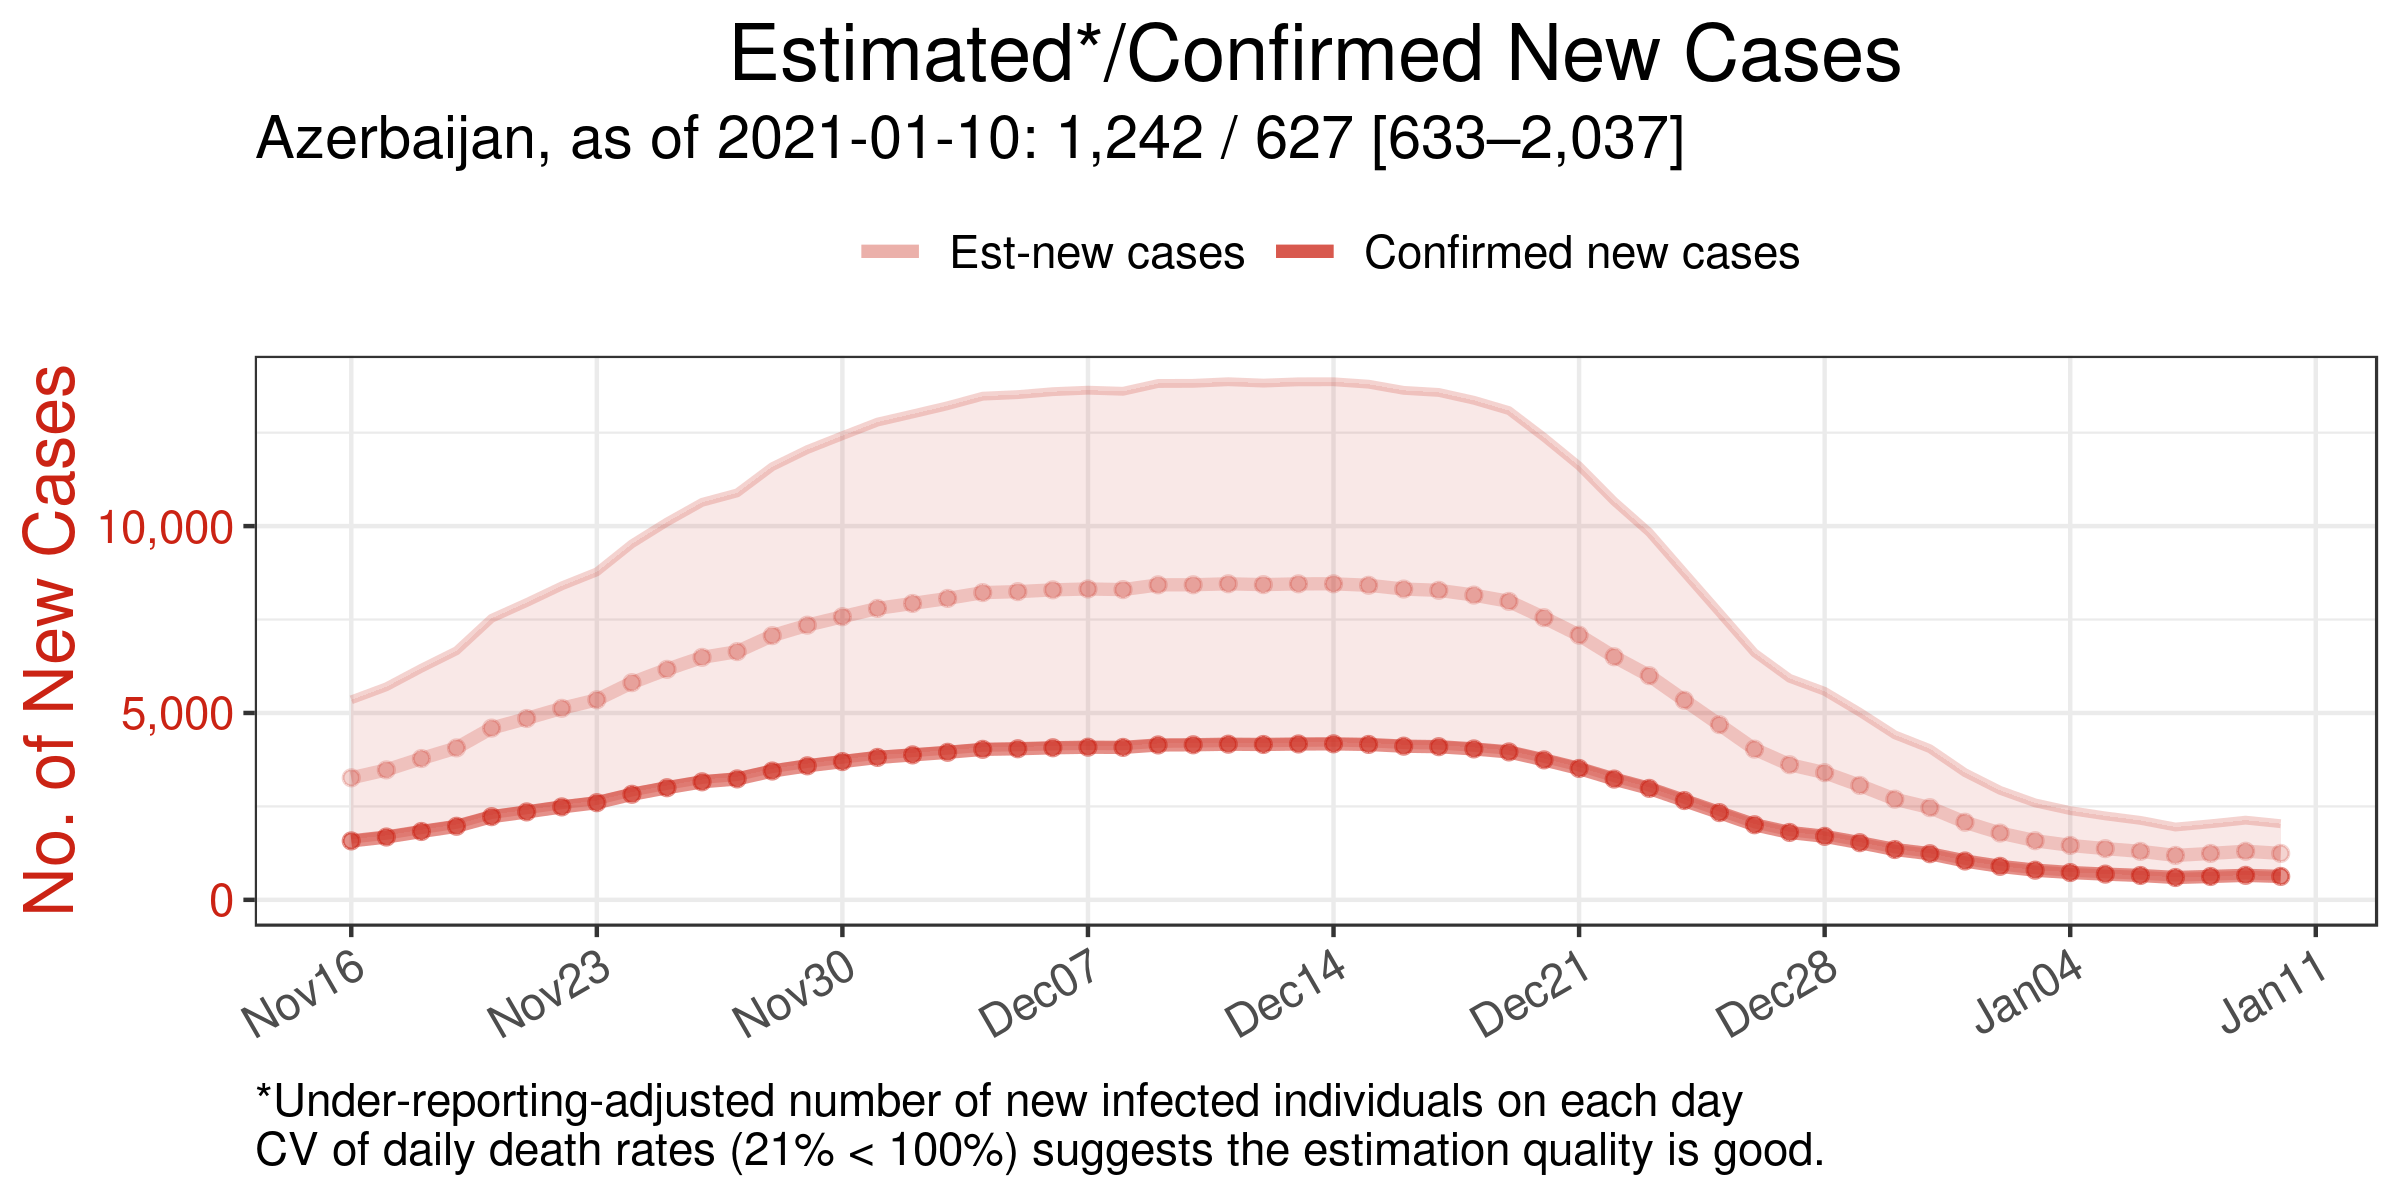 Estimated*/Confirmed New Cases
Azerbaijan, as of 2021-01-10: 1,242 / 627 [633–2,037]
Est-new cases
Confirmed new cases
No. of New Cases
10,000
5,000
0
Nov16
Nov23
Nov30
Dec07
Dec14
Dec21
Dec28
Jan04
Jan11
*Under-reporting-adjusted number of new infected individuals on each day
CV of daily death rates (21% < 100%) suggests the estimation quality is good.